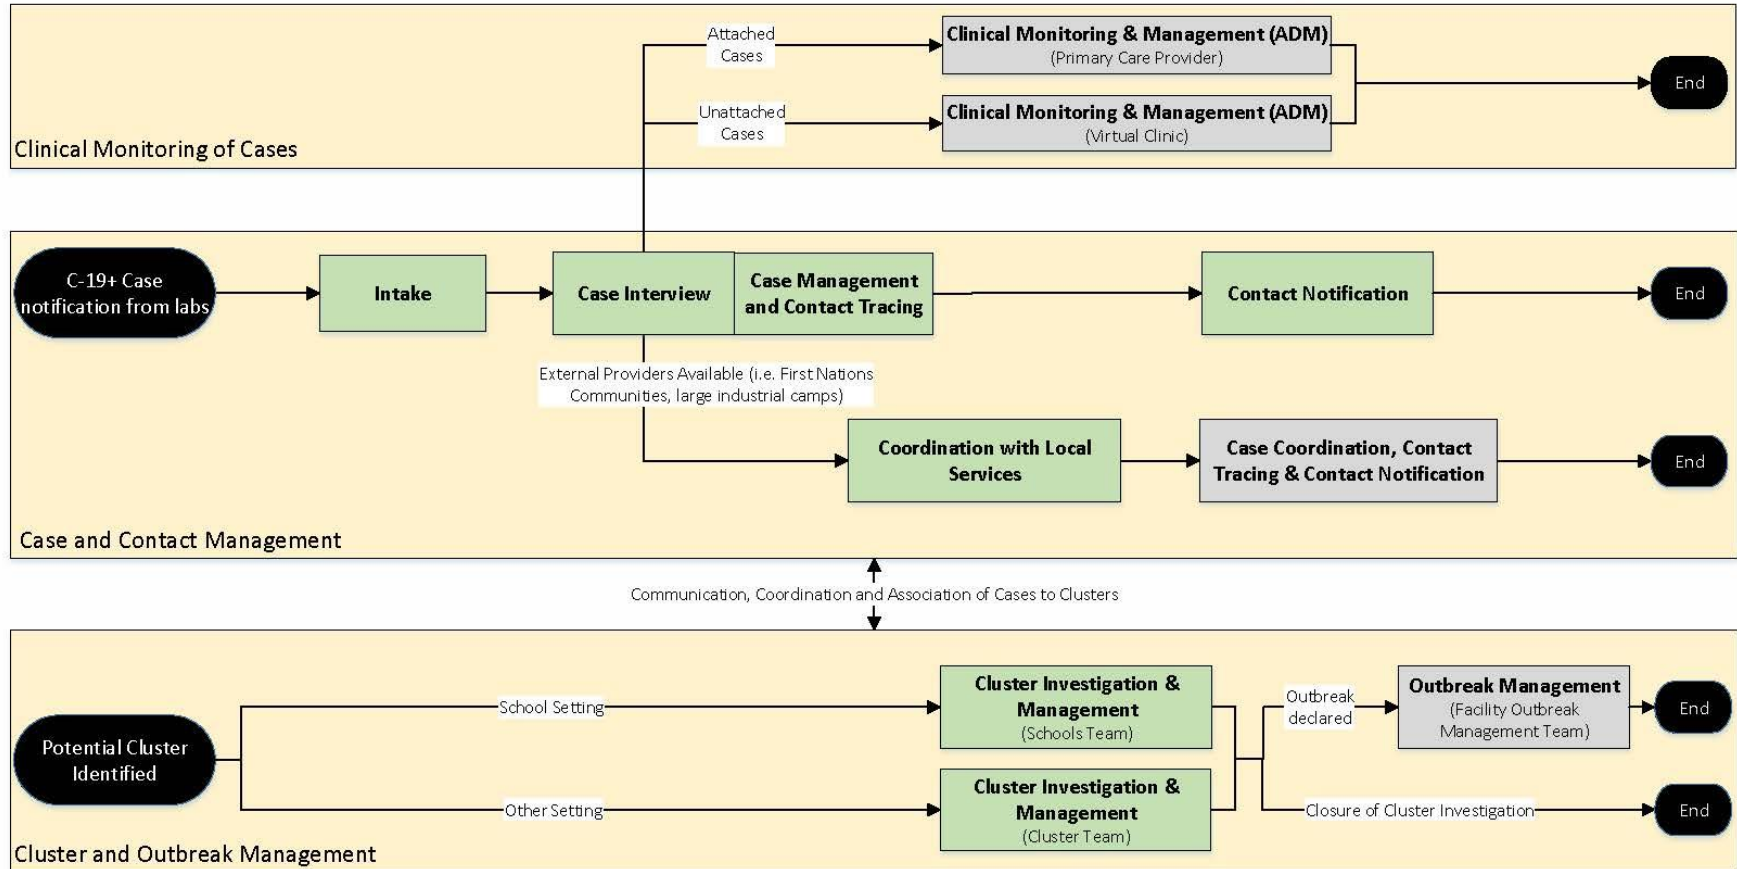 Attached
Cases
Clinical Monitoring & Management (ADM)
(Primary Care Provider)
End
Unattached
Cases
Clinical Monitoring & Management (ADM)
(Virtual Clinic)
Clinical Monitoring of Cases
C-19+ Case
notification from labs
Intake
Case Interview
Case Management
and Contact Tracing
Contact Notification
End
External Providers Available (i.e. First Nations
Communities, large industrial camps)
Coordination with Local
Services
Case Coordination, Contact
Tracing & Contact Notification
End
Case and Contact Management
Communication, Coordination and Association of Cases to Clusters
Potential Cluster
Identified
School Setting
Cluster Investigation &
Management
(Schools Team)
Outbreak
declared
Outbreak Management
(Facility Outbreak
Management Team)
End
Other Setting
Cluster Investigation &
Management
(Cluster Team)
Closure of Cluster Investigation
End
Cluster and Outbreak Management